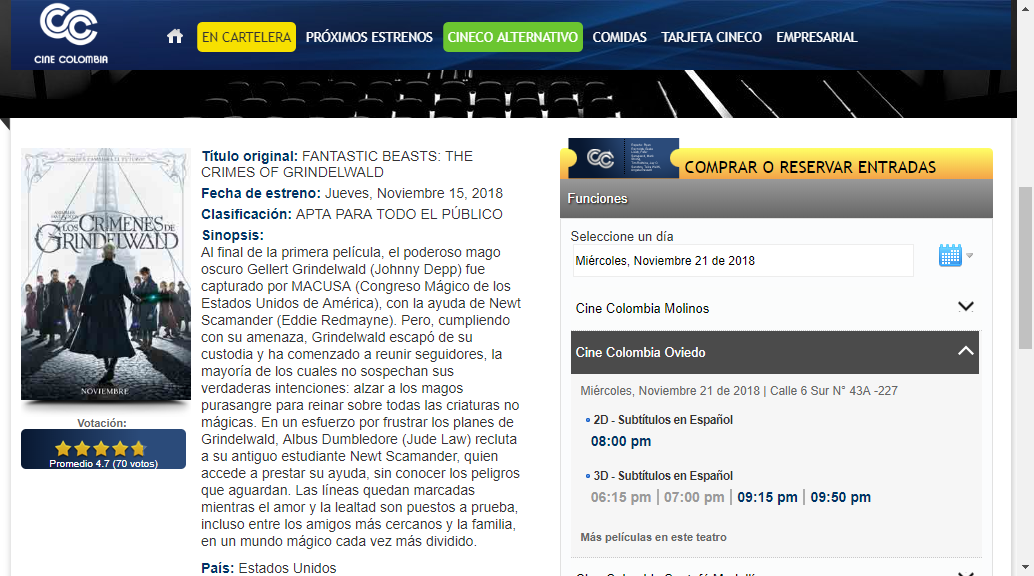 CINE COLOMBIA
EN CARTELERA
PRÓXIMOS ESTRENOS
CINECO ALTERNATIVO
COMIDAS
TARJETA CINECO
EMPRESARIAL
LOS CRÍMENES DE
GRINDELWALD
NOVIEMBRE
Votación:
Promedio 4.7 (70 votos)
Título original: FANTASTIC BEASTS: THE
CRIMES OF GRINDELWALD
Fecha de estreno: Jueves, Noviembre 15, 2018
Clasificación: APTA PARA TODO EL PÚBLICO
Sinopsis:
Al final de la primera película, el poderoso mago
oscuro Gellert Grindelwald (Johnny Depp) fue
capturado por MACUSA (Congreso Mágico de los
Estados Unidos de América), con la ayuda de Newt
Scamander (Eddie Redmayne). Pero, cumpliendo
con su amenaza, Grindelwald escapó de su
custodia y ha comenzado a reunir seguidores, la
mayoría de los cuales no sospechan sus
verdaderas intenciones: alzar a los magos
purasangre para reinar sobre todas las criaturas no
mágicas. En un esfuerzo por frustrar los planes de
Grindelwald, Albus Dumbledore (Jude Law) recluta
a su antiguo estudiante Newt Scamander, quien
accede a prestar su ayuda, sin conocer los peligros
que aguardan. Las líneas quedan marcadas
mientras el amor y la lealtad son puestos a prueba,
incluso entre los amigos más cercanos y la familia,
en un mundo mágico cada vez más dividido.
País: Estados Unidos
COMPRAR O RESERVAR ENTRADAS
Funciones
Seleccione un día
Miércoles, Noviembre 21 de 2018
Cine Colombia Molinos
Cine Colombia Oviedo
Miércoles, Noviembre 21 de 2018 | Calle 6 Sur N° 43A -227
2D - Subtítulos en Español
08:00 pm
3D - Subtítulos en Español
06:15 pm | 07:00 pm | 09:15 pm | 09:50 pm
Más películas en este teatro